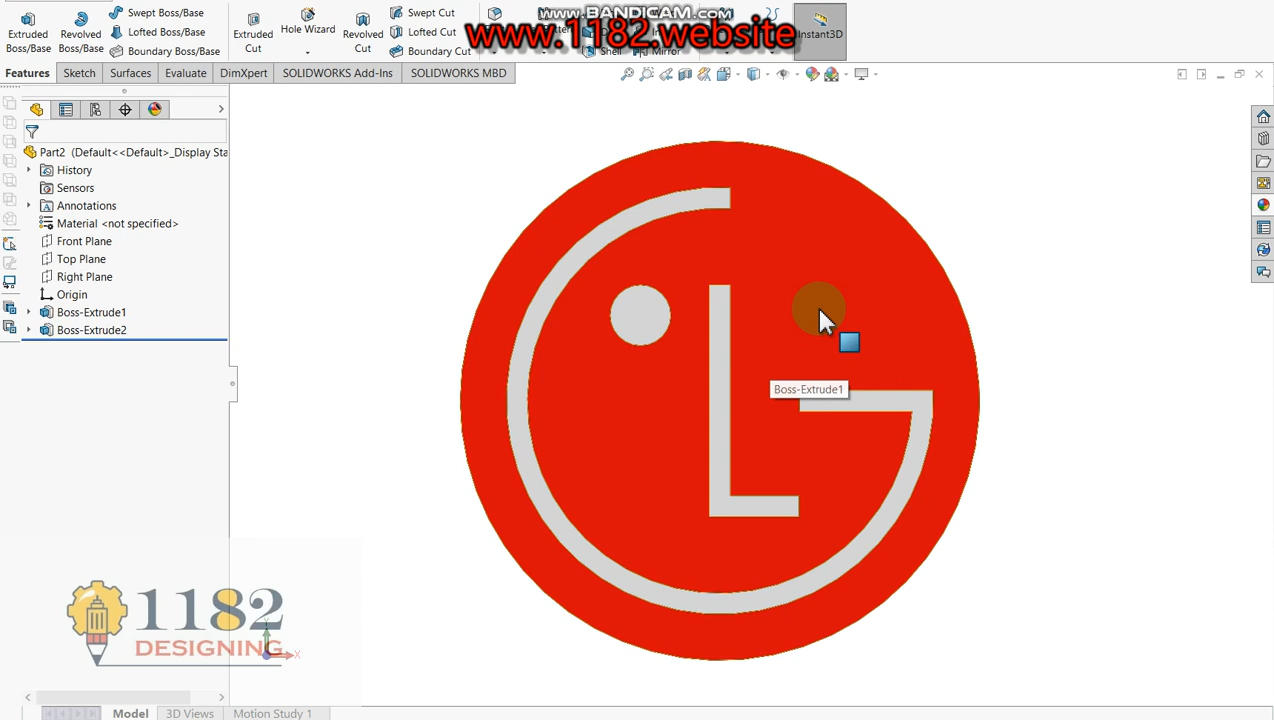 www.BANDICAM.com
www.1182.website
Extruded Boss/Base
Revolved Boss/Base
Swept Boss/Base
Lofted Boss/Base
Boundary Boss/Base
Extruded Cut
Hole Wizard
Revolved Cut
Swept Cut
Lofted Cut
Boundary Cut
Shell
Mirror
Instant3D
Features
Sketch
Surfaces
Evaluate
DimXpert
SOLIDWORKS Add-Ins
SOLIDWORKS MBD
Part2 (Default<<Default>_Display Sta
History
Sensors
Annotations
Material <not specified>
Front Plane
Top Plane
Right Plane
Origin
Boss-Extrude1
Boss-Extrude2
Boss-Extrude1
LG
1182
DESIGNING
Y
X
Model
3D Views
Motion Study 1